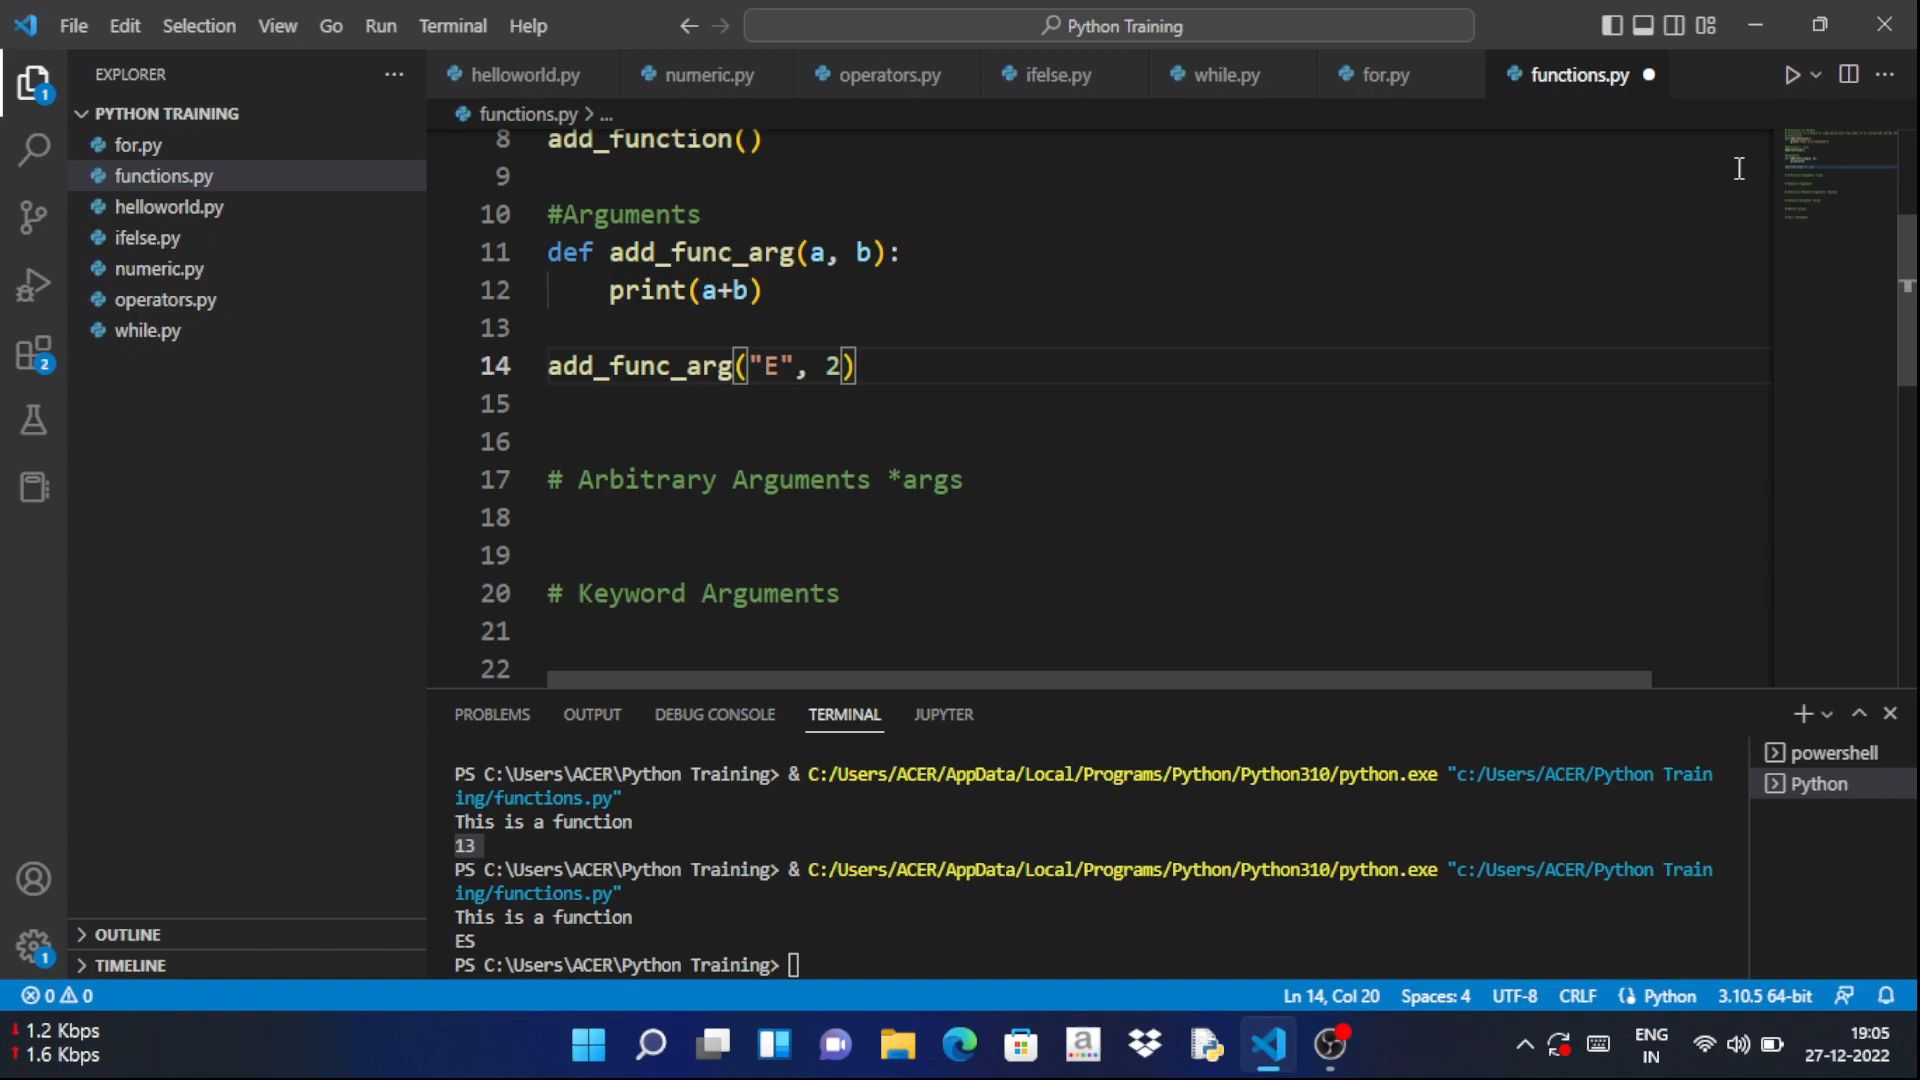 File Edit Selection View Go Run Terminal Help
Python Training
EXPLORER
helloworld.py
numeric.py
operators.py
ifelse.py
while.py
for.py
functions.py
1
PYTHON TRAINING
functions.py > ...
for.py
functions.py
helloworld.py
ifelse.py
numeric.py
operators.py
while.py
2
8 add_function()
9
10 #Arguments
11 def add_func_arg(a, b):
12 print(a+b)
13
14 add_func_arg("E", 2)
15
16
17 # Arbitrary Arguments *args
18
19
20 # Keyword Arguments
21
22
PROBLEMS OUTPUT DEBUG CONSOLE TERMINAL JUPYTER
PS C:\Users\ACER\Python Training> & C:/Users/ACER/AppData/Local/Programs/Python/Python310/python.exe "c:/Users/ACER/Python Train
ing/functions.py"
This is a function
13
PS C:\Users\ACER\Python Training> & C:/Users/ACER/AppData/Local/Programs/Python/Python310/python.exe "c:/Users/ACER/Python Train
ing/functions.py"
This is a function
ES
PS C:\Users\ACER\Python Training>
powershell
Python
OUTLINE
1
TIMELINE
0 0
Ln 14, Col 20 Spaces: 4 UTF-8 CRLF Python 3.10.5 64-bit
1.2 Kbps
1.6 Kbps
a
ENG
IN
19:05
27-12-2022